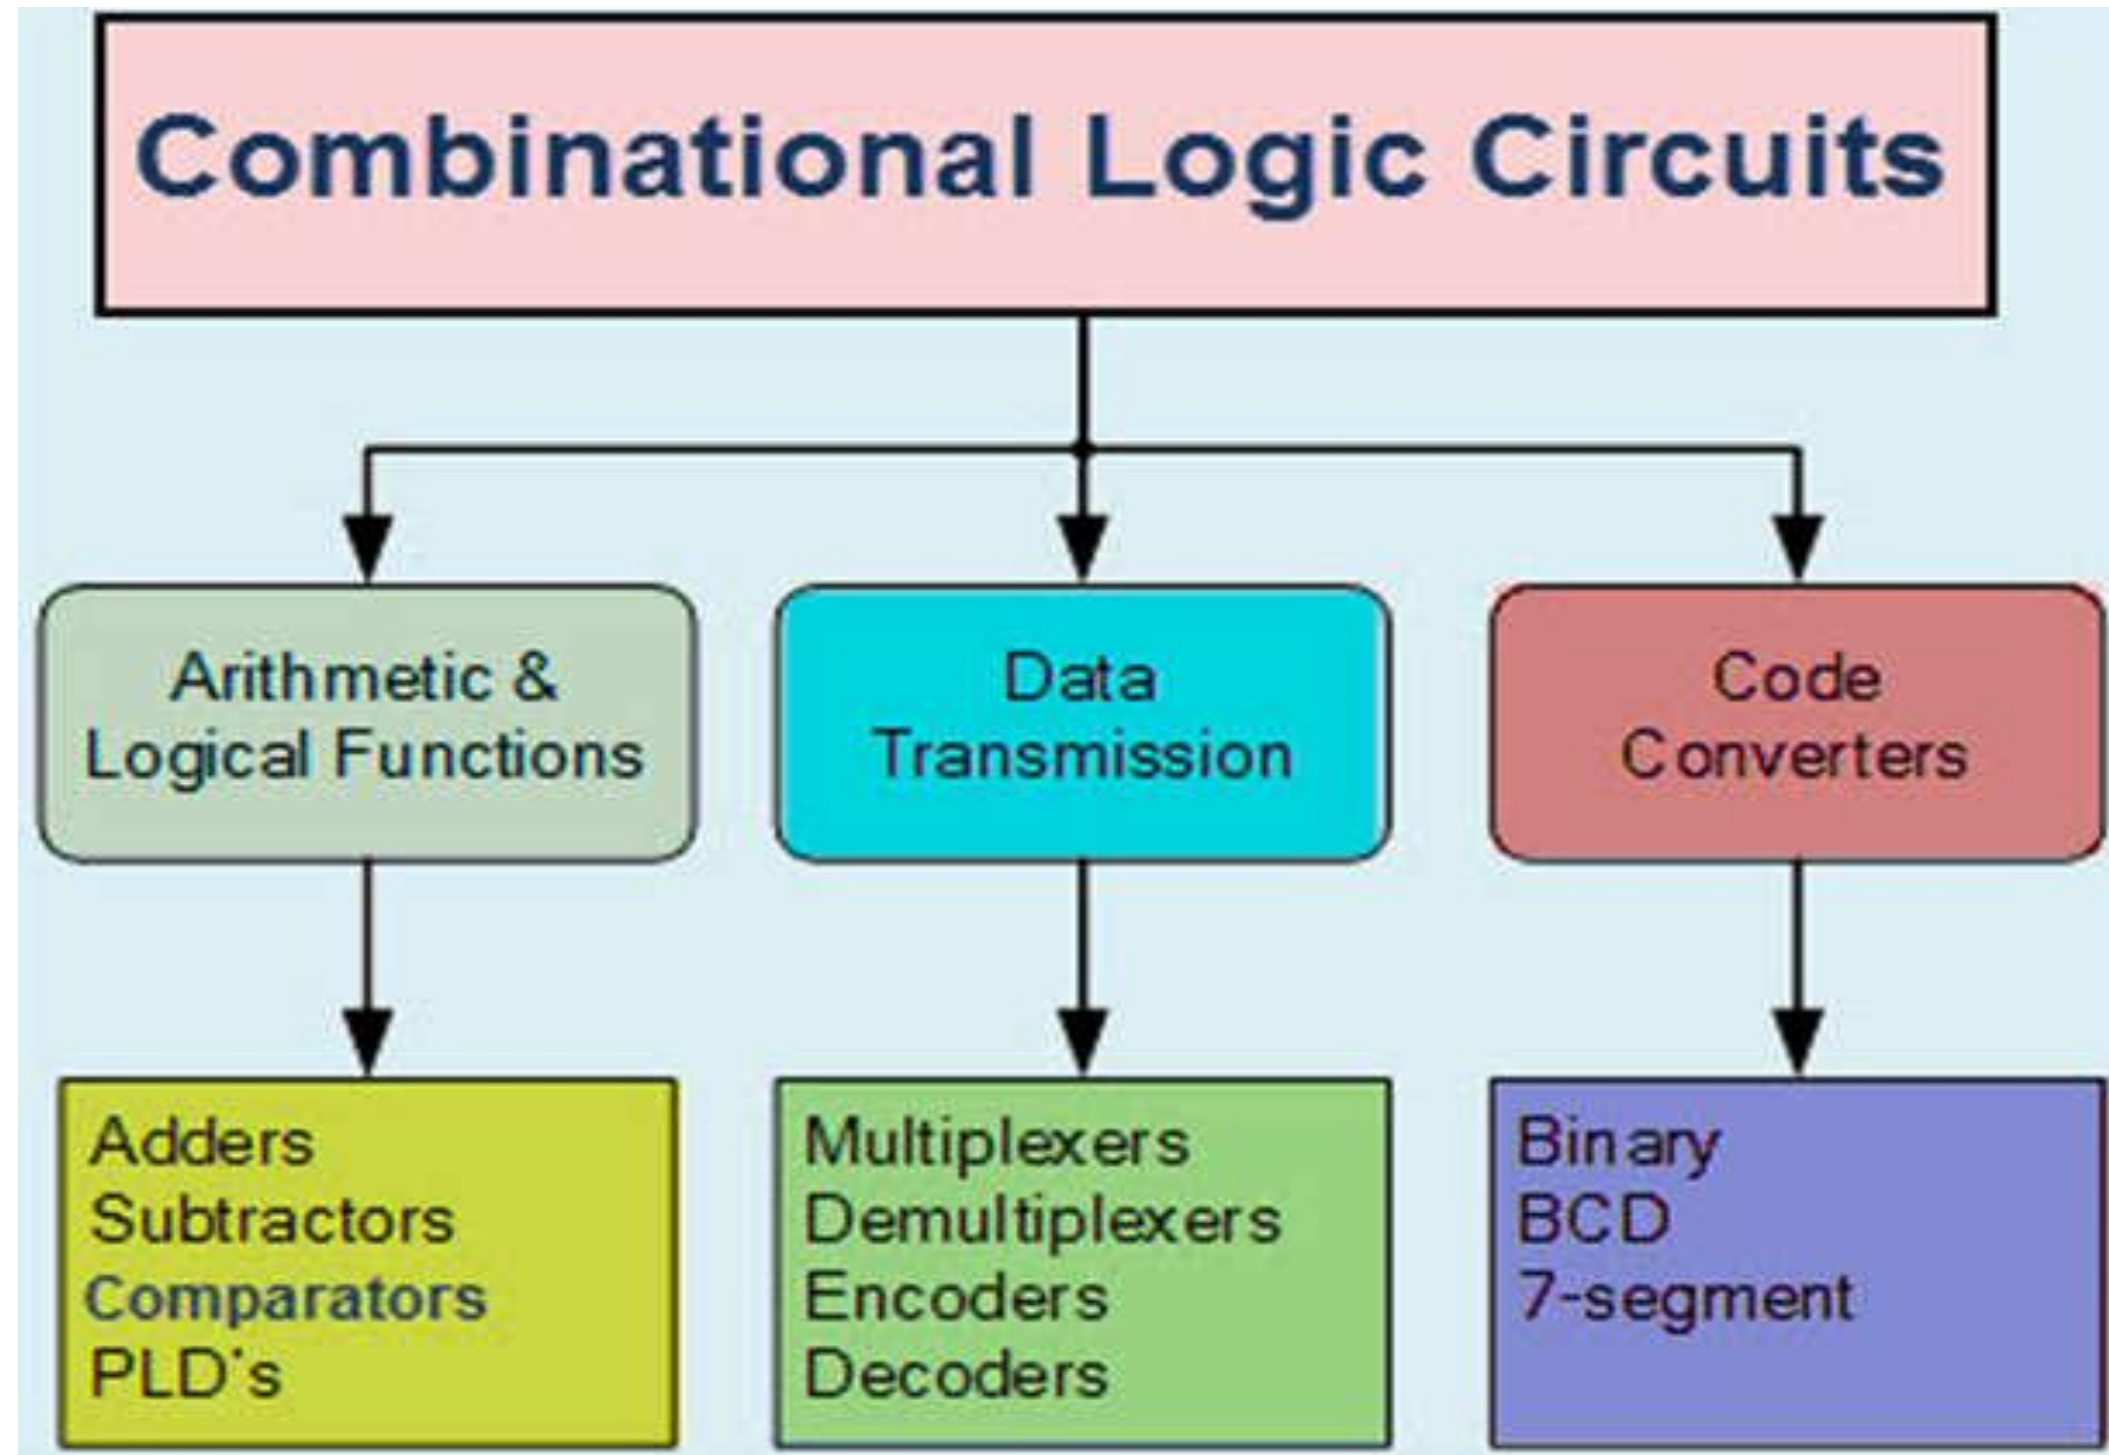 Combinational Logic Circuits
Arithmetic &
Logical Functions
Data
Transmission
Code
Converters
Adders
Subtractors
Comparators
PLD's
Multiplexers
Demultiplexers
Encoders
Decoders
Binary
BCD
7-segment